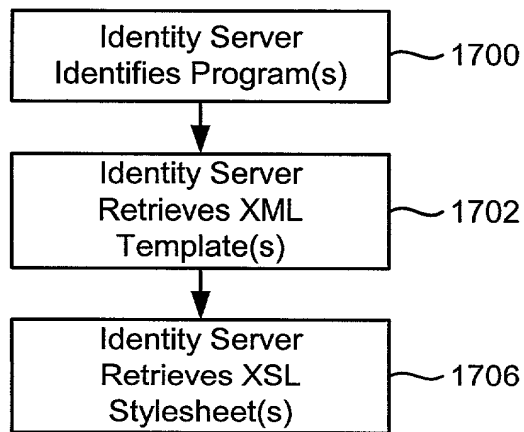 Identity Server
Identifies Program(s)
1700
Identity Server
Retrieves XML
Template(s)
1702
Identity Server
Retrieves XSL
Stylesheet(s)
1706